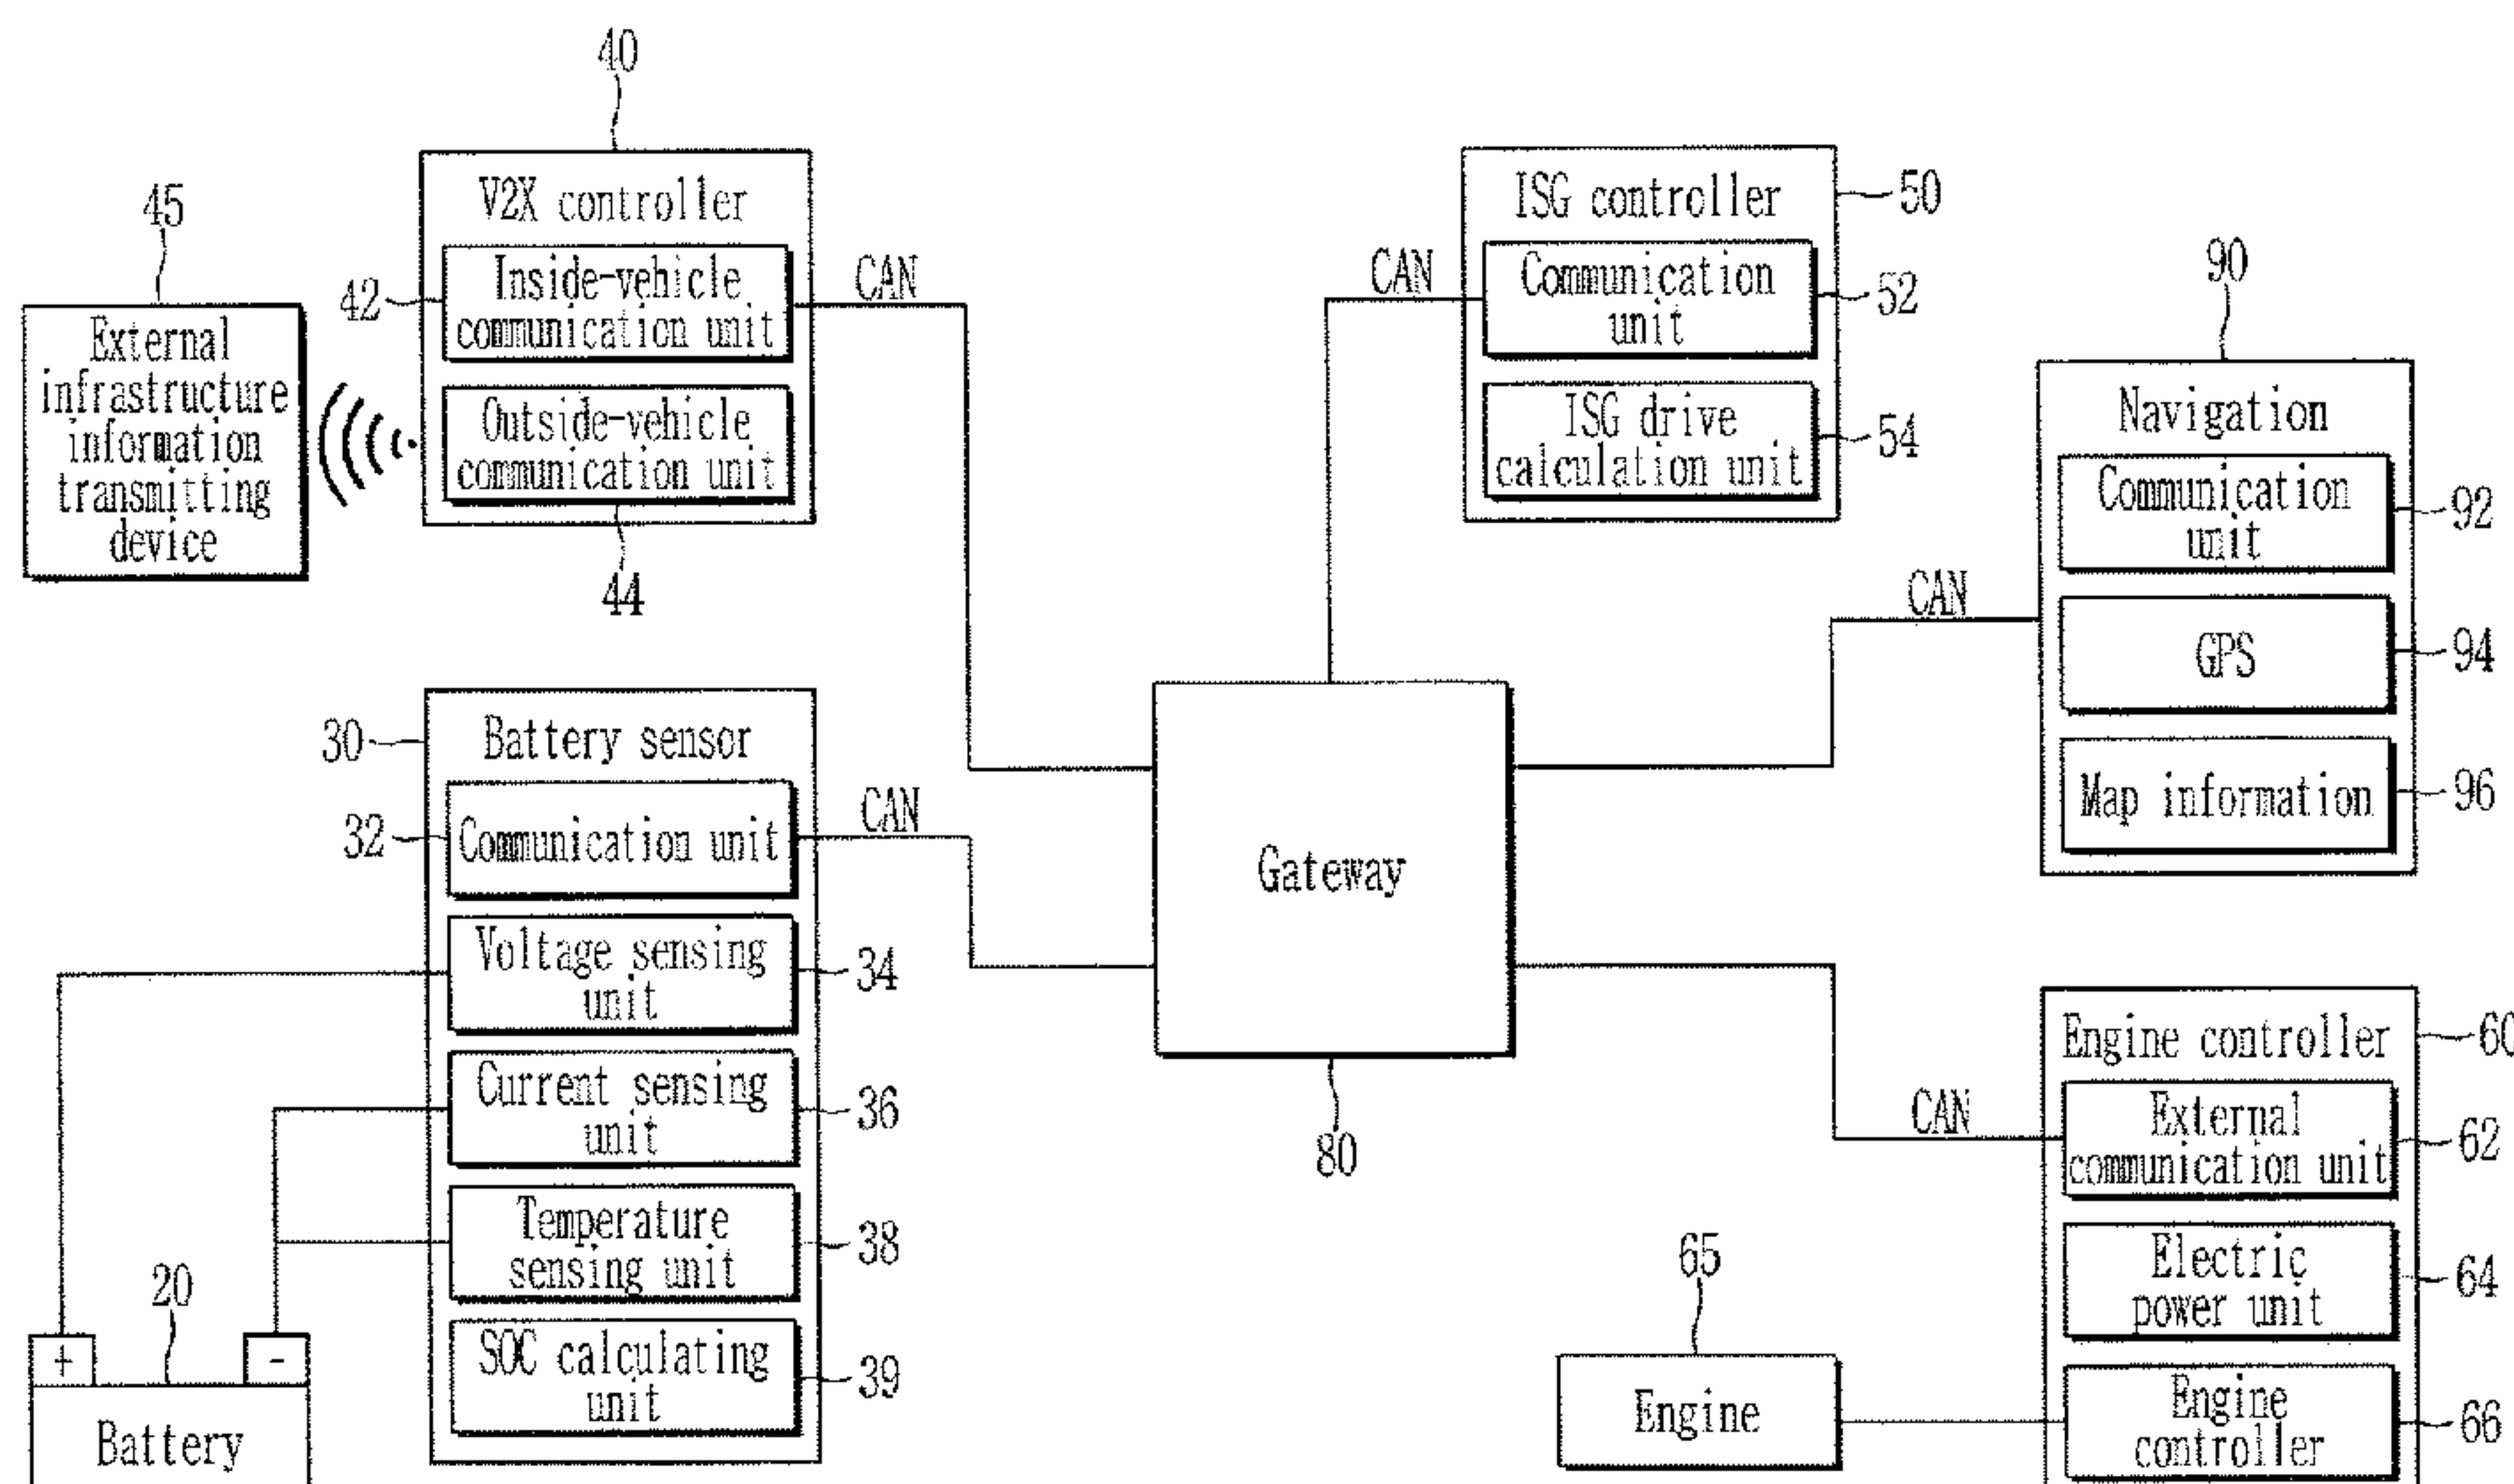 40
V2X controller
42
Inside-vehicle
communication unit
CAN
Outside-vehicle
communication unit
44
45
External
infrastructure
information
transmitting
device
ISG controller
50
CAN
Communication
unit
52
ISG drive
calculation unit
54
90
Navigation
Communication
unit
92
CAN
GPS
94
Map information
96
30
Battery sensor
32
Communication unit
CAN
Voltage sensing
unit
34
Current sensing
unit
36
Temperature
sensing unit
38
SOC calculating
unit
39
20
+
-
Battery
Gateway
80
Engine controller
60
CAN
External
communication unit
62
Electric
power unit
64
65
Engine
Engine
controller
66